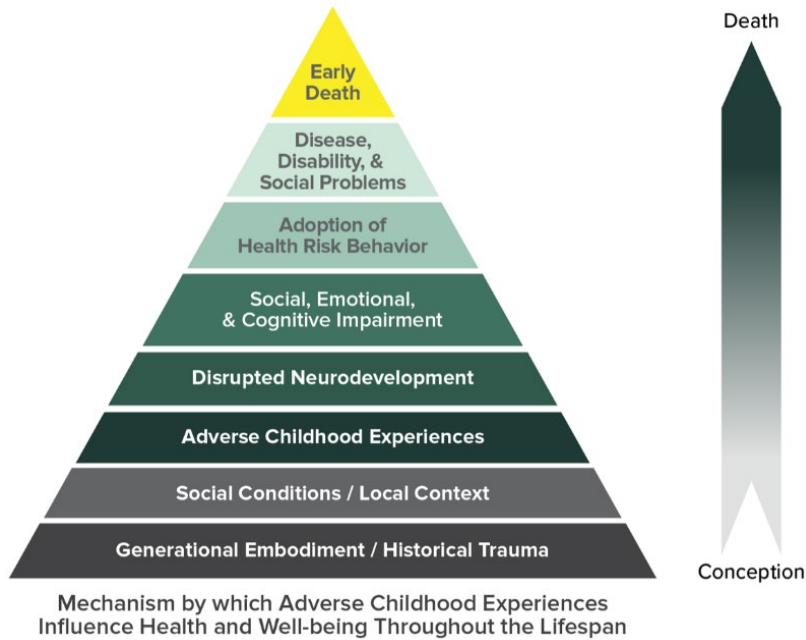 Death
Early
Death
Disease,
Disability, &
Social Problems
Adoption of
Health Risk Behavior
Social, Emotional,
& Cognitive Impairment
Disrupted Neurodevelopment
Adverse Childhood Experiences
Social Conditions / Local Context
Generational Embodiment / Historical Trauma
Conception
Mechanism by which Adverse Childhood Experiences
Influence Health and Well-being Throughout the Lifespan